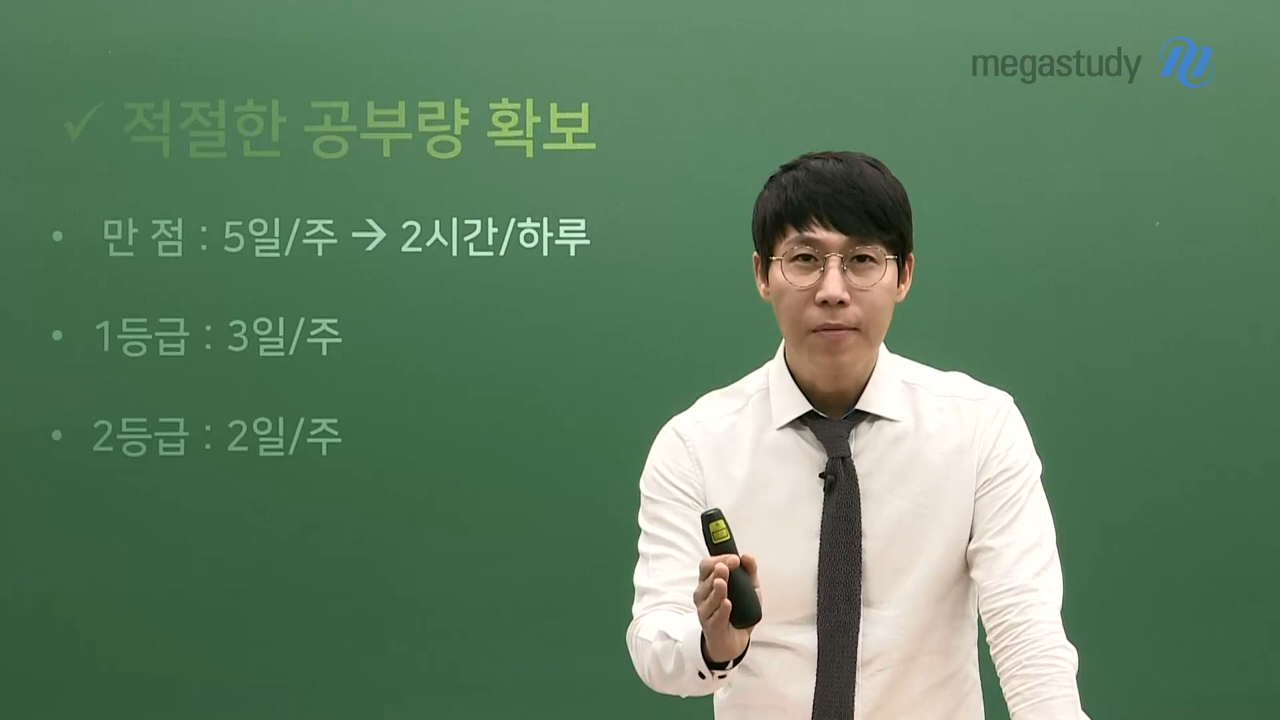 megastudy
✓ 적절한 공부량 확보
• 만 점 : 5일/주 → 2시간/하루
• 1등급 : 3일/주
• 2등급 : 2일/주